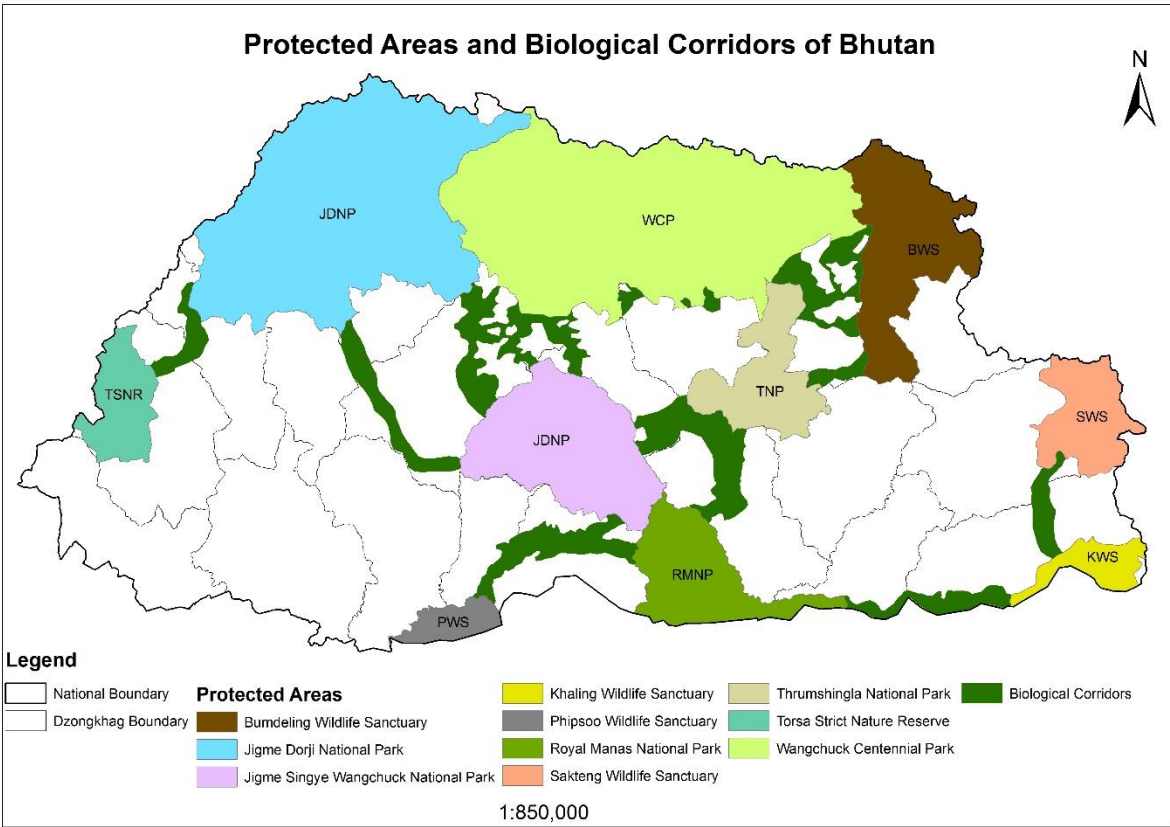 Protected Areas and Biological Corridors of Bhutan
N
JDNP
WCP
BWS
TSNR
TNP
SWS
JDNP
KWS
RMNP
PWS
Legend
National Boundary
Dzongkhag Boundary
Protected Areas
Bumdeling Wildlife Sanctuary
Jigme Dorji National Park
Jigme Singye Wangchuck National Park
Khaling Wildlife Sanctuary
Phipsoo Wildlife Sanctuary
Royal Manas National Park
Sakteng Wildlife Sanctuary
Thrumshingla National Park
Torsa Strict Nature Reserve
Wangchuck Centennial Park
Biological Corridors
1:850,000